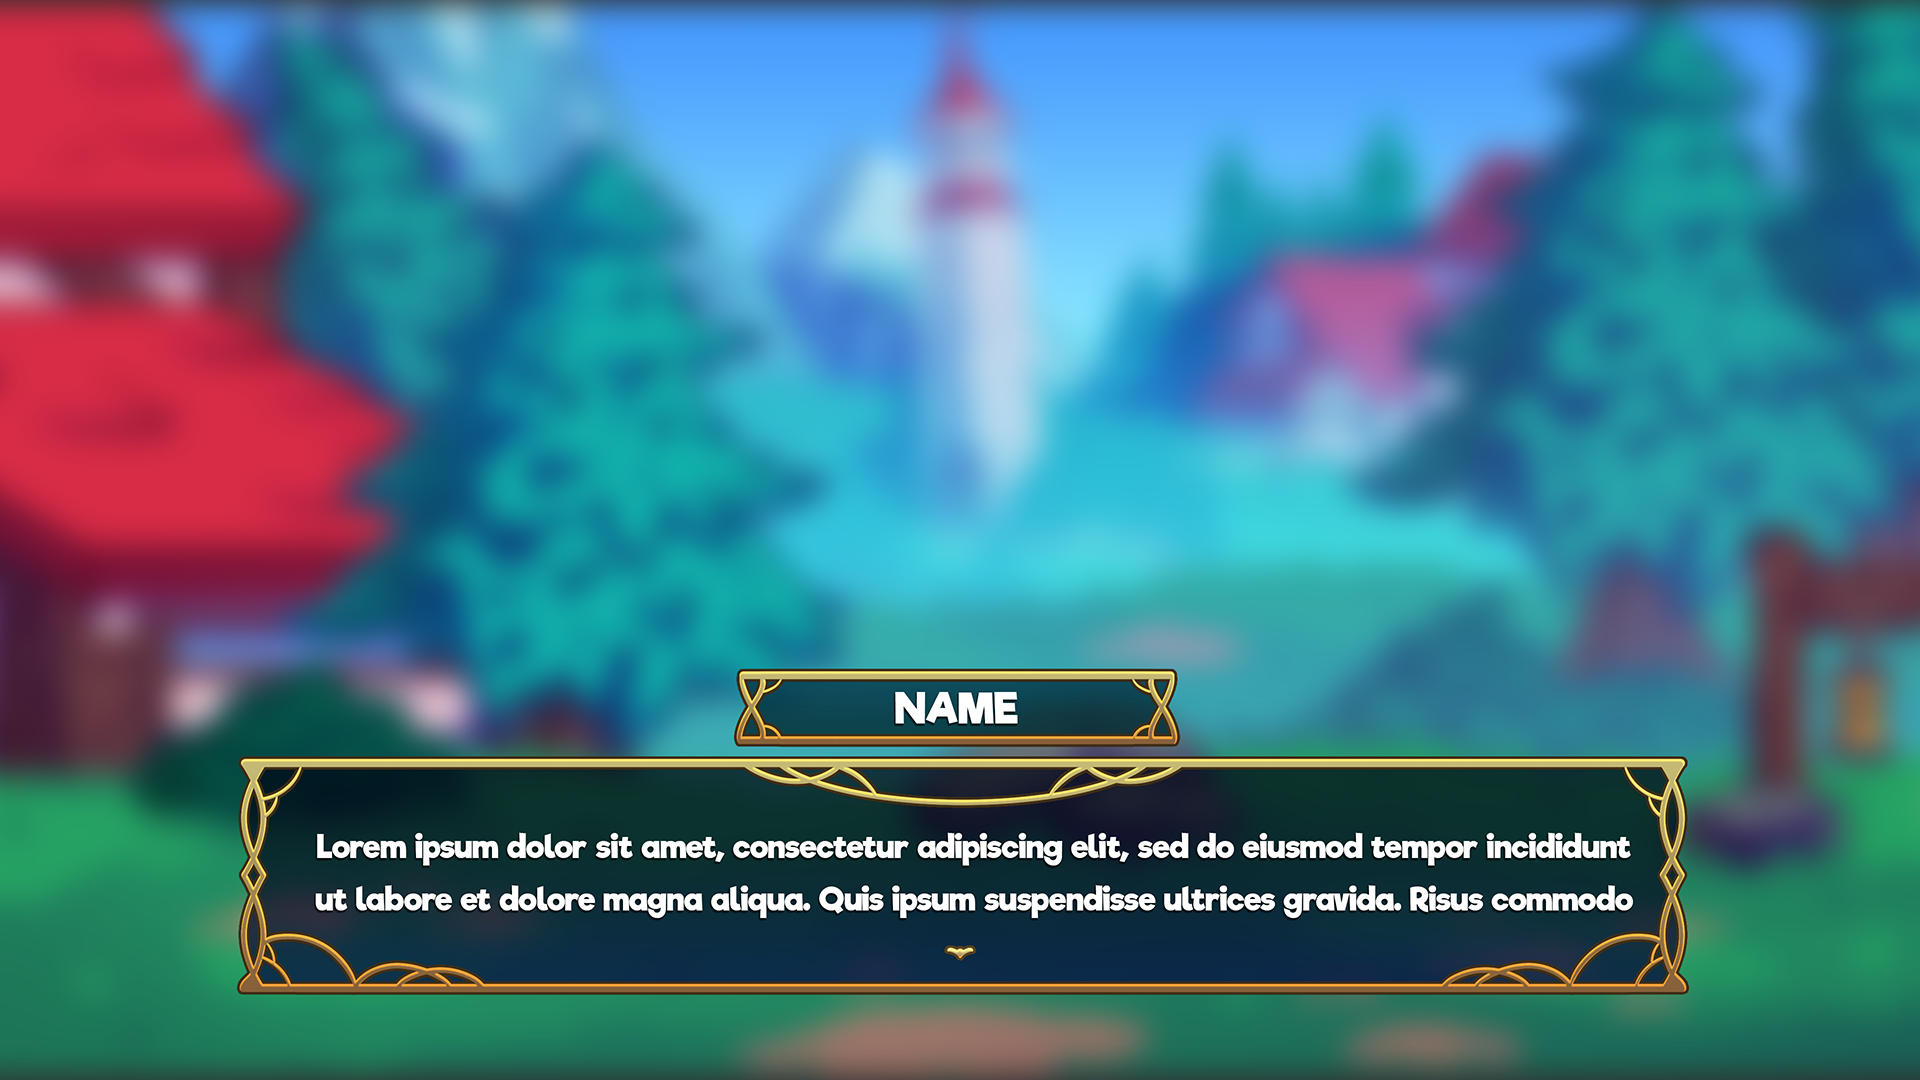 NAME
Lorem ipsum dolor sit amet, consectetur adipiscing elit, sed do eiusmod tempor incididunt
ut labore et dolore magna aliqua. Quis ipsum suspendisse ultrices gravida. Risus commodo